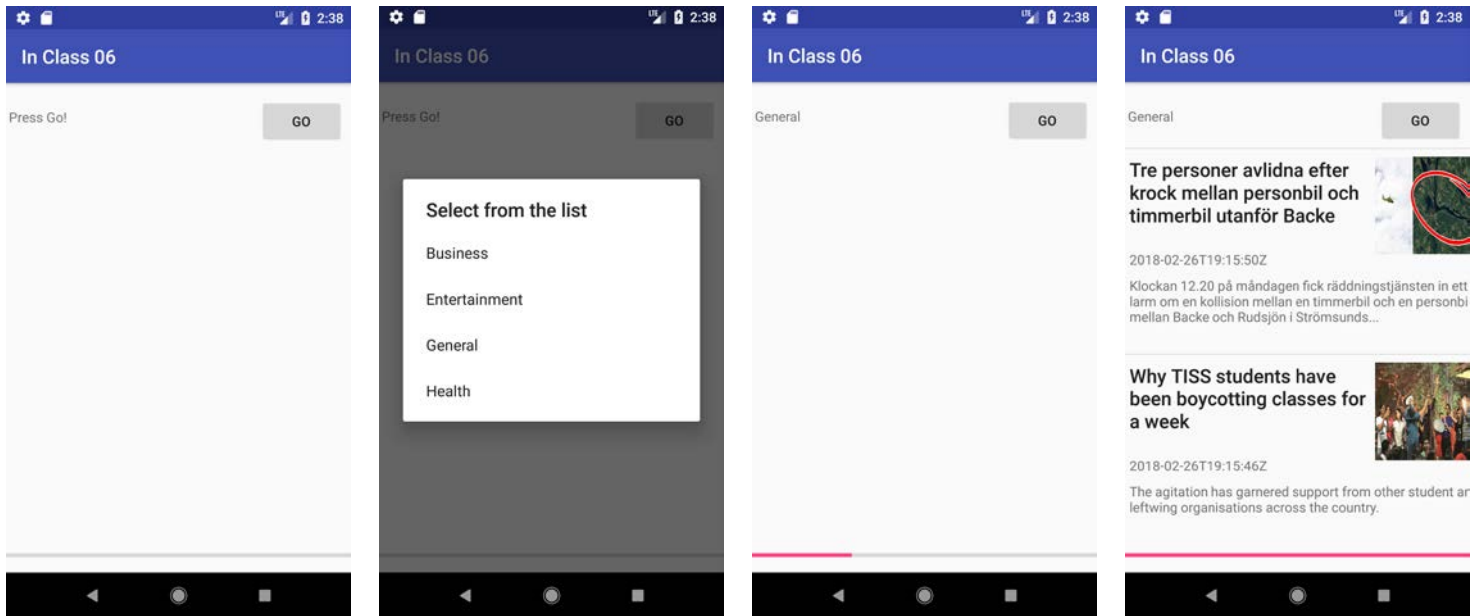 2:38
In Class 06
Press Go!
GO
2:38
In Class 06
Press Go!
GO
Select from the list
Business
Entertainment
General
Health
2:38
In Class 06
General
GO
2:38
In Class 06
General
GO
Tre personer avlidna efter
krock mellan personbil och
timmerbil utanför Backe
2018-02-26T19:15:50Z
Klockan 12.20 på måndagen fick räddningstjänsten in ett
larm om en kollision mellan en timmerbil och en personbi
mellan Backe och Rudsjön i Strömsunds...
Why TISS students have
been boycotting classes for
a week
2018-02-26T19:15:46Z
The agitation has garnered support from other student
leftwing organisations across the country.